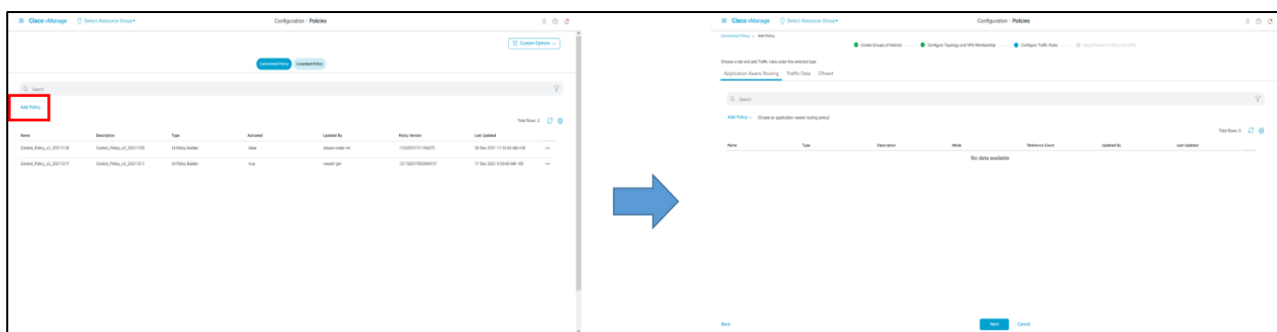 Cisco vManage
Select Resource Group
Configuration · Policies
Custom Options
Centralized Policy
Localized Policy
Search
Add Policy
Total Rows: 2
Name Description Type Activated Updated By Policy Version Last Updated
Control_Policy_v2_20211130 Control_Policy_v2_20211130 UI Policy Builder false 30 Nov 2021
Control_Policy_v2_20211217 Control_Policy_v2_20211217 UI Policy Builder true 17 Dec 2021
Cisco vManage
Select Resource Group
Configuration · Policies
Centralized Policy > Add Policy
Create Groups of Interest
Configure Topology and VPN Membership
Configure Traffic Rules
Apply Policies to Sites and VPNs
Choose a tab and add Traffic rules under the selected type
Application Aware Routing Traffic Data Cflowd
Search
Add Policy (Create an application-aware routing policy)
Total Rows: 0
Name Type Description Mode Reference Count Updated By Last Updated
No data available
Back
Next
Cancel